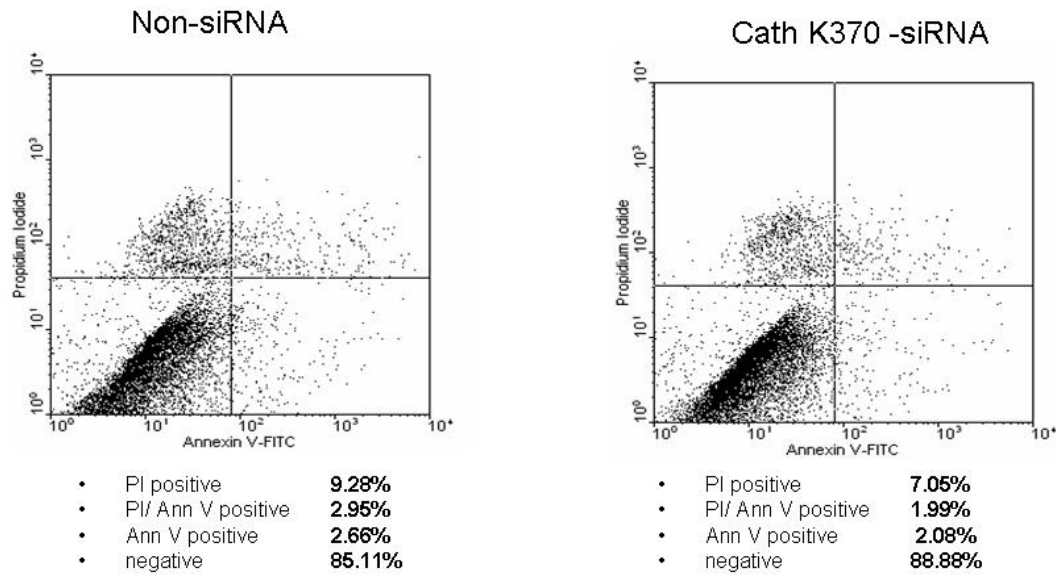 Non-siRNA
Cath K370 -siRNA
10⁴
10³
10²
10¹
10⁰
Propidium Iodide
10⁰ 10¹ 10² 10³ 10⁴
Annexin V-FITC
10⁴
10³
10²
10¹
10⁰
Propidium Iodide
10⁰ 10¹ 10² 10³ 10⁴
Annexin V-FITC
• PI positive 9.28%
• PI/ Ann V positive 2.95%
• Ann V positive 2.66%
• negative 85.11%
• PI positive 7.05%
• PI/ Ann V positive 1.99%
• Ann V positive 2.08%
• negative 88.88%